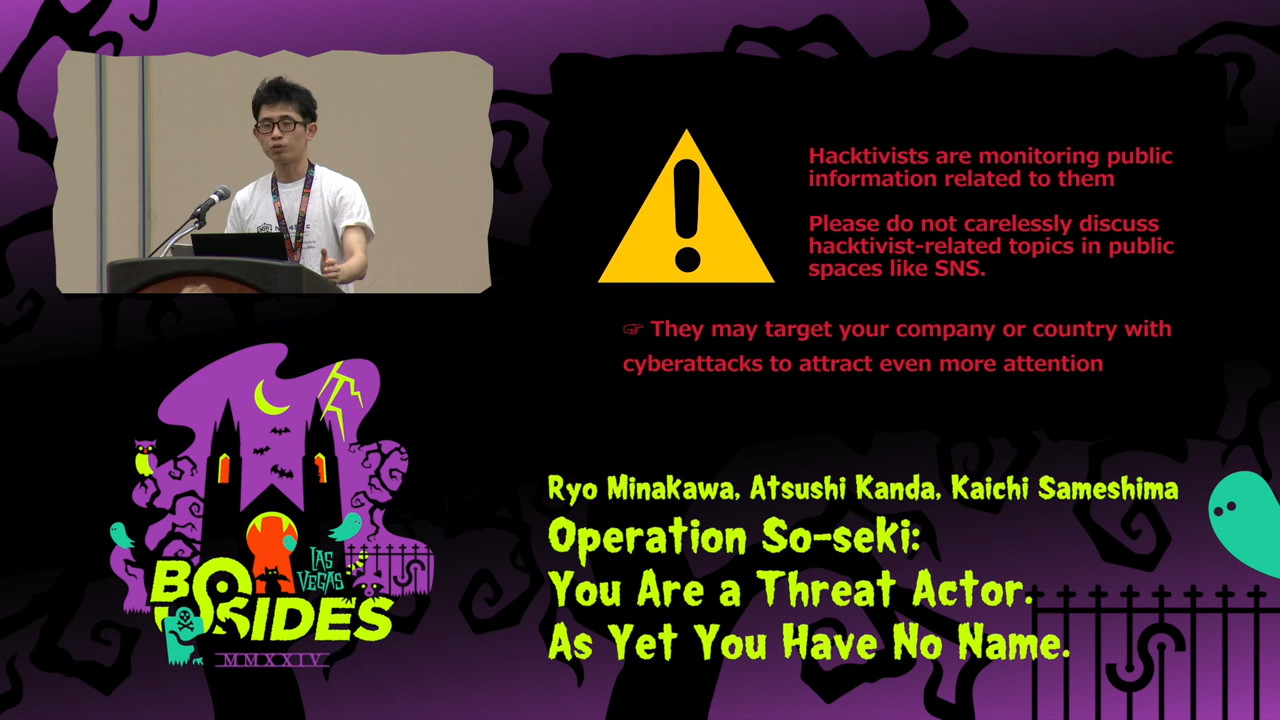 Hacktivists are monitoring public
information related to them
Please do not carelessly discuss
hacktivist-related topics in public
spaces like SNS.
☞ They may target your company or country with
cyberattacks to attract even more attention
LAS
VEGAS
BSIDES
MMXXIV
Ryo Minakawa, Atsushi Kanda, Kaichi Sameshima
Operation So-seki:
You Are a Threat Actor.
As Yet You Have No Name.